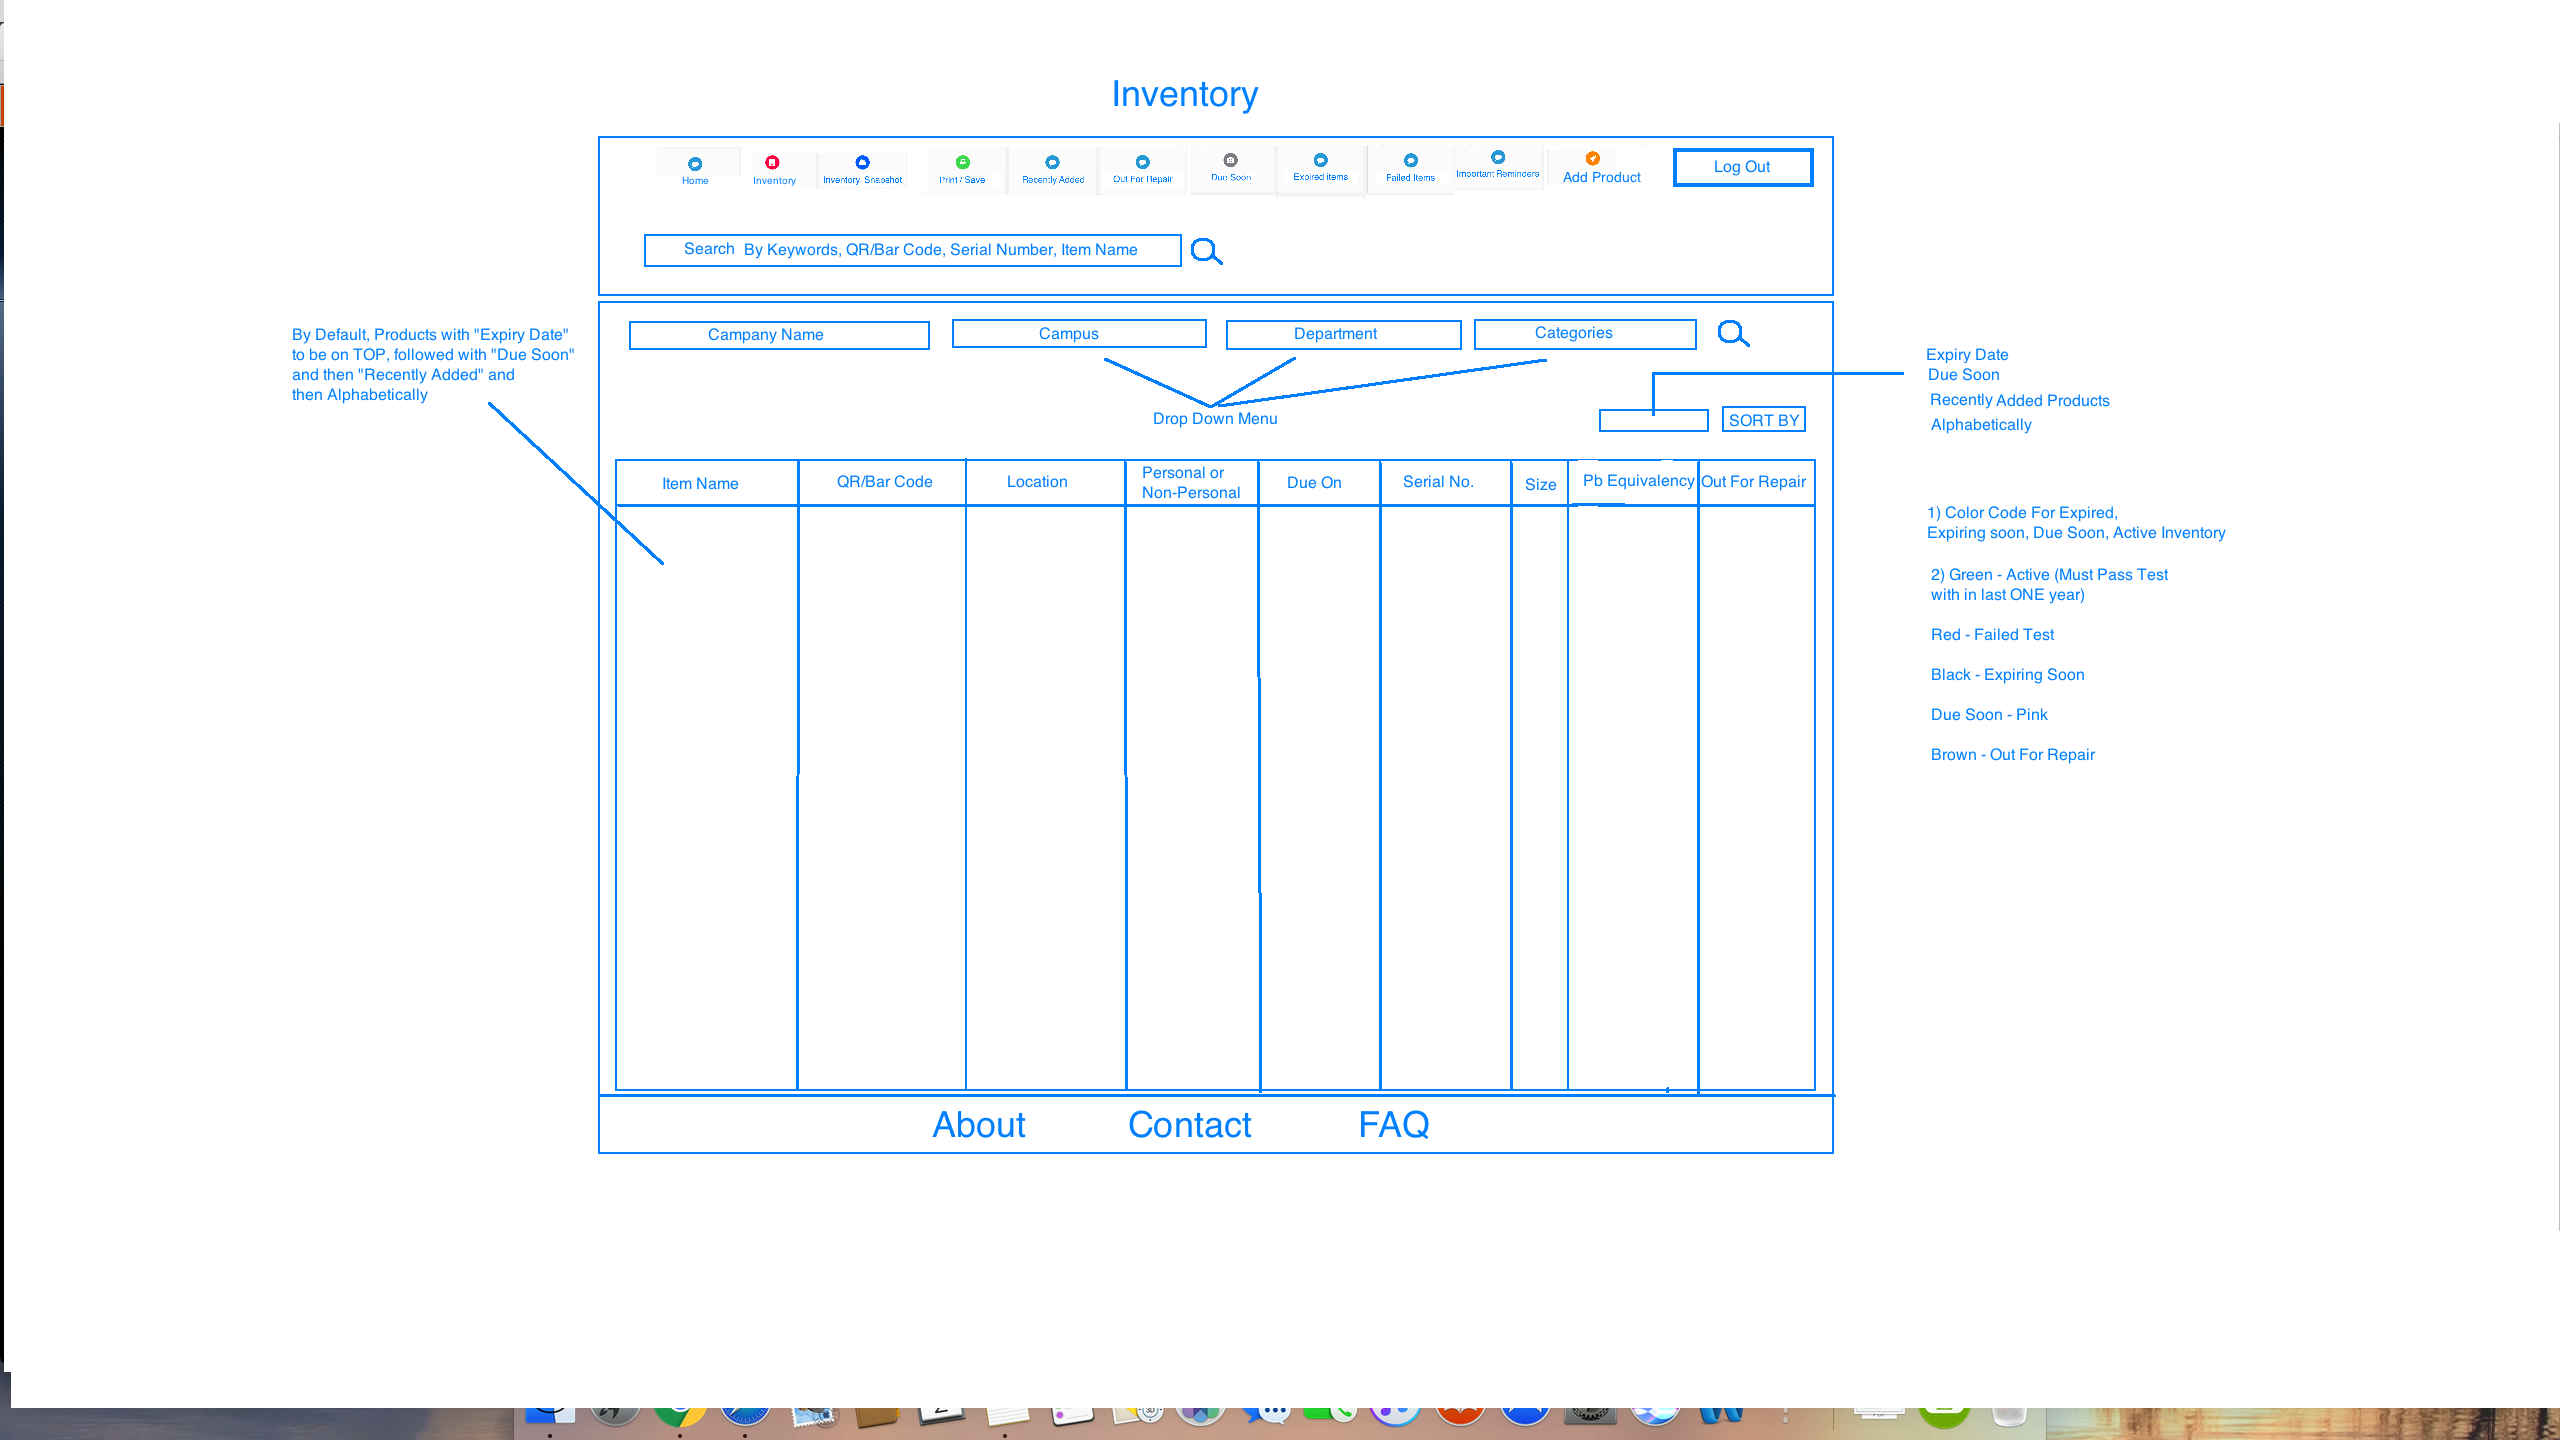 Inventory
Home
Inventory
Inventory Snapshot
Print / Save
Recently Added
Out For Repair
Due Soon
Expired items
Failed Items
Important Reminders
Add Product
Log Out
Search By Keywords, QR/Bar Code, Serial Number, Item Name
Campany Name
Campus
Department
Categories
By Default, Products with "Expiry Date"
to be on TOP, followed with "Due Soon"
and then "Recently Added" and
then Alphabetically
Drop Down Menu
SORT BY
Expiry Date
Due Soon
Recently Added Products
Alphabetically
Item Name
QR/Bar Code
Location
Personal or
Non-Personal
Due On
Serial No.
Size
Pb Equivalency
Out For Repair
1) Color Code For Expired,
Expiring soon, Due Soon, Active Inventory
2) Green - Active (Must Pass Test
with in last ONE year)
Red - Failed Test
Black - Expiring Soon
Due Soon - Pink
Brown - Out For Repair
About
Contact
FAQ